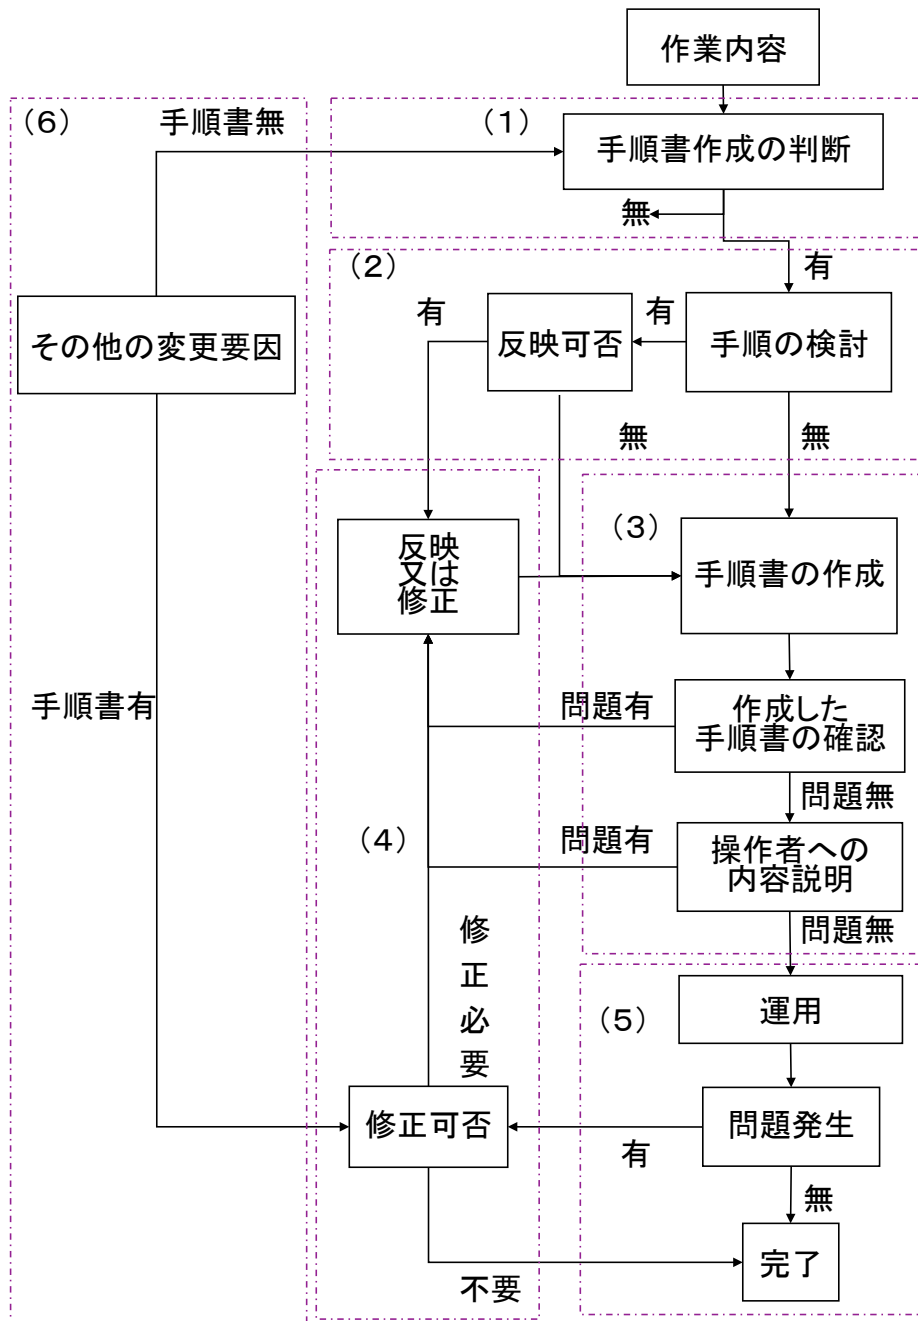 作業内容
(6)
手順書無
(1)
手順書作成の判断
無
(2)
有
その他の変更要因
有
反映可否
有
手順の検討
無
無
(3)
反映
又は
修正
手順書の作成
手順書有
問題有
作成した
手順書の確認
問題無
(4)
問題有
操作者への
内容説明
問題無
修
正
必
要
(5)
運用
修正可否
有
問題発生
無
不要
完了